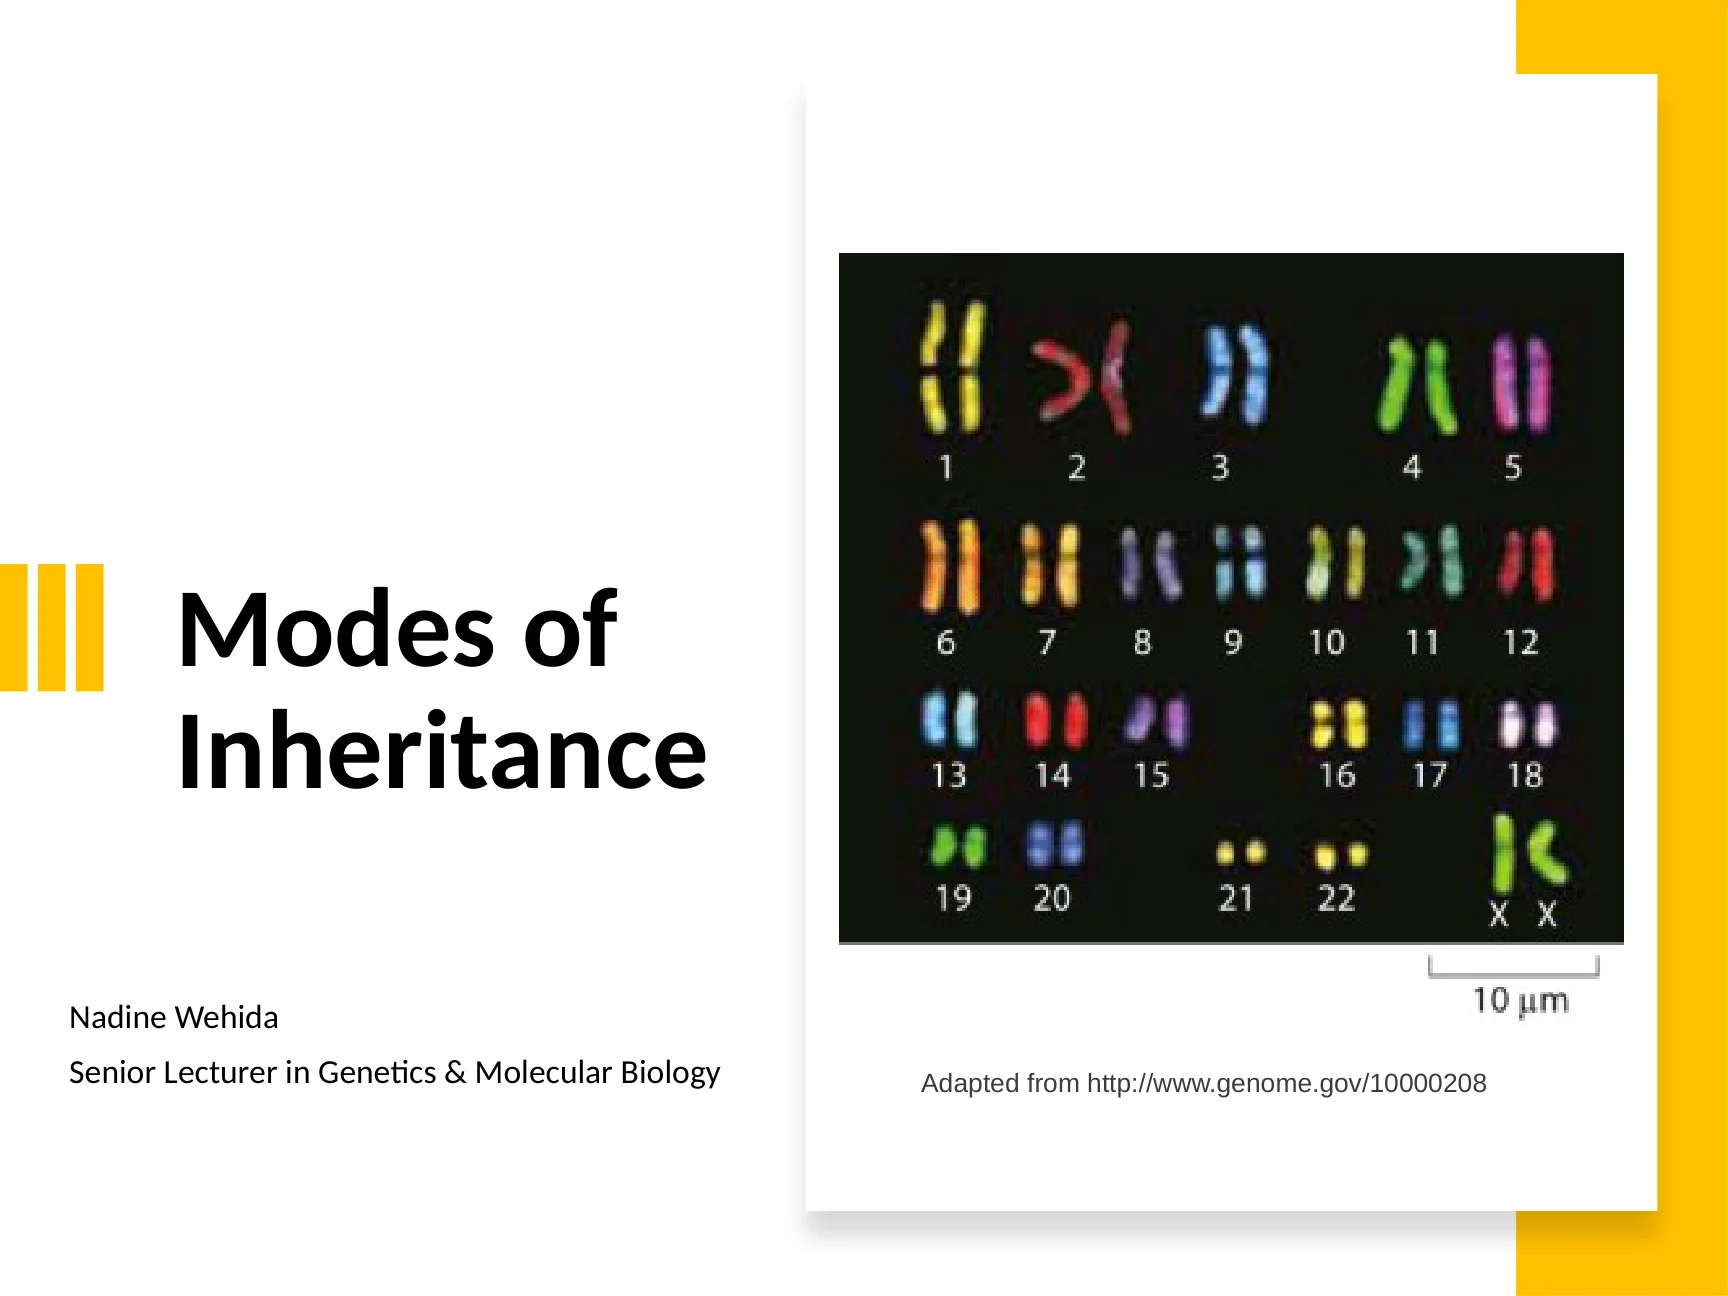 Modes of
Inheritance
Nadine Wehida
Senior Lecturer in Genetics & Molecular Biology
1 2 3 4 5
6 7 8 9 10 11 12
13 14 15 16 17 18
19 20 21 22 X X
10 μm
Adapted from http://www.genome.gov/10000208